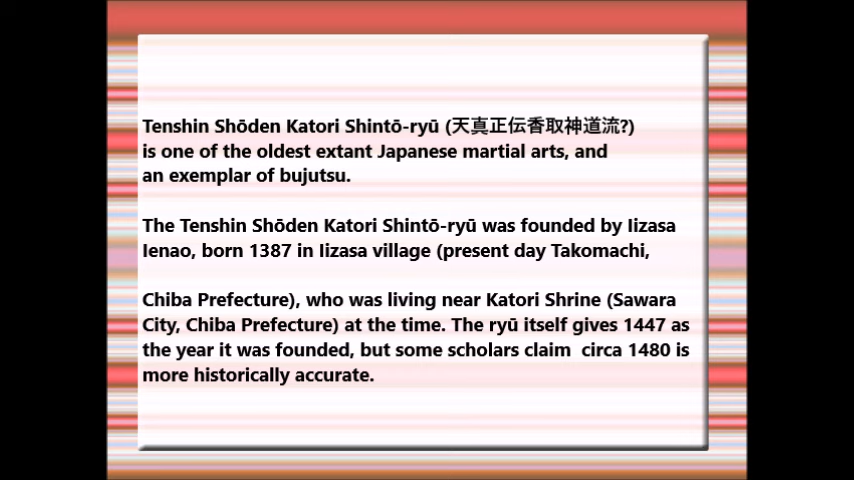 Tenshin Shōden Katori Shintō-ryū (天真正伝香取神道流?)
is one of the oldest extant Japanese martial arts, and
an exemplar of bujutsu.
The Tenshin Shōden Katori Shintō-ryū was founded by Iizasa
Ienao, born 1387 in Iizasa village (present day Takomachi,
Chiba Prefecture), who was living near Katori Shrine (Sawara
City, Chiba Prefecture) at the time. The ryū itself gives 1447 as
the year it was founded, but some scholars claim  circa 1480 is
more historically accurate.